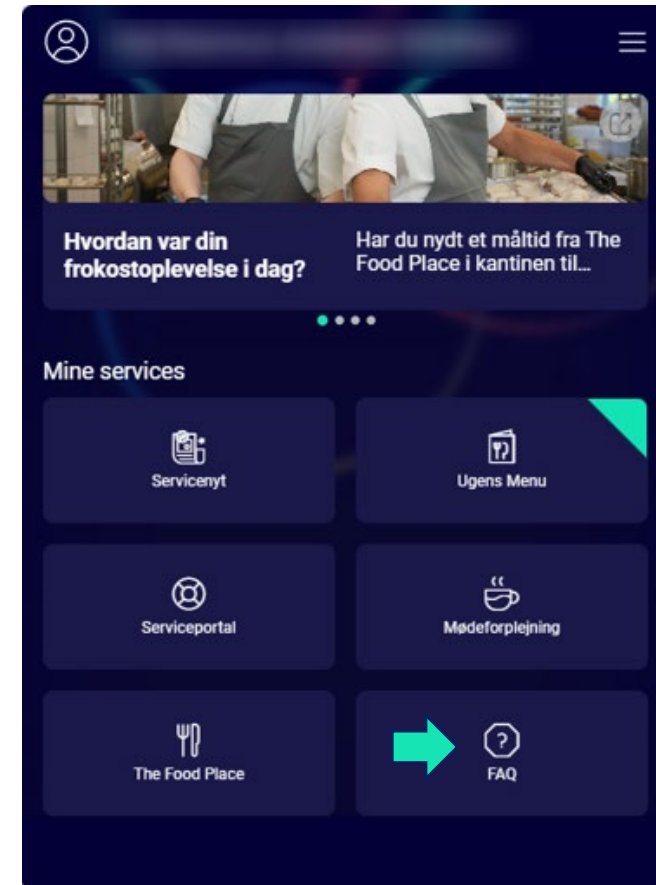 Hvordan var din
frokostoplevelse i dag?
Har du nydt et måltid fra The
Food Place i kantinen til...
Mine services
Servicenyt
Ugens Menu
Serviceportal
Mødeforplejning
The Food Place
FAQ